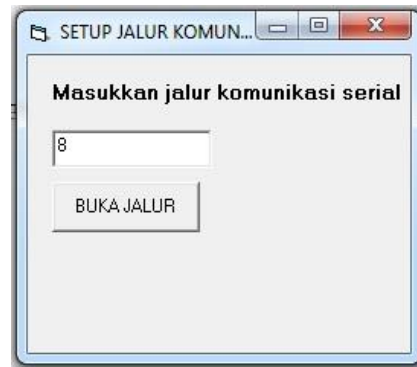 SETUP JALUR KOMUN...
Masukkan jalur komunikasi serial
8
BUKA JALUR